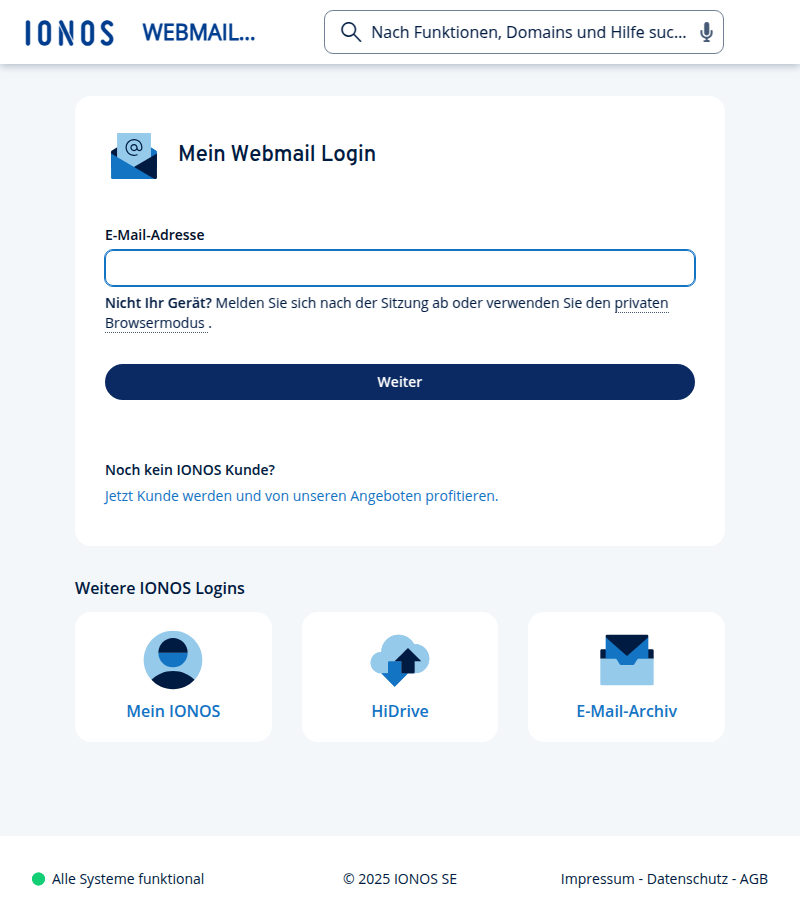 IONOS WEBMAIL...
Nach Funktionen, Domains und Hilfe suc...
@
Mein Webmail Login
E-Mail-Adresse
Nicht Ihr Gerät? Melden Sie sich nach der Sitzung ab oder verwenden Sie den privaten
Browsermodus .
Weiter
Noch kein IONOS Kunde?
Jetzt Kunde werden und von unseren Angeboten profitieren.
Weitere IONOS Logins
Mein IONOS
HiDrive
E-Mail-Archiv
Alle Systeme funktional
© 2025 IONOS SE
Impressum - Datenschutz - AGB